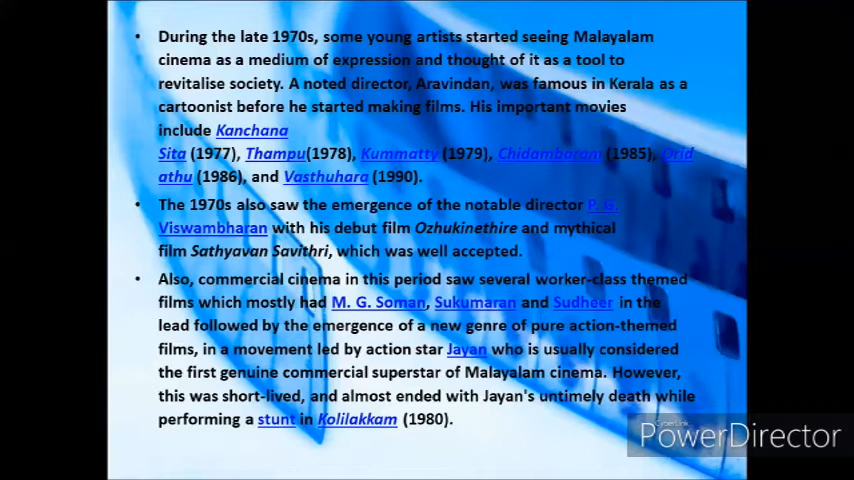 • During the late 1970s, some young artists started seeing Malayalam
cinema as a medium of expression and thought of it as a tool to
revitalise society. A noted director, Aravindan, was famous in Kerala as a
cartoonist before he started making films. His important movies
include Kanchana
Sita (1977), Thampu(1978), Kummatty (1979), Chidambaram (1985), Orid
athu (1986), and Vasthuhara (1990).
• The 1970s also saw the emergence of the notable director P. G.
Viswambharan with his debut film Ozhukinethire and mythical
film Sathyavan Savithri, which was well accepted.
• Also, commercial cinema in this period saw several worker-class themed
films which mostly had M. G. Soman, Sukumaran and Sudheer in the
lead followed by the emergence of a new genre of pure action-themed
films, in a movement led by action star Jayan who is usually considered
the first genuine commercial superstar of Malayalam cinema. However,
this was short-lived, and almost ended with Jayan's untimely death while
performing a stunt in Kolilakkam (1980).
CyberLink
PowerDirector